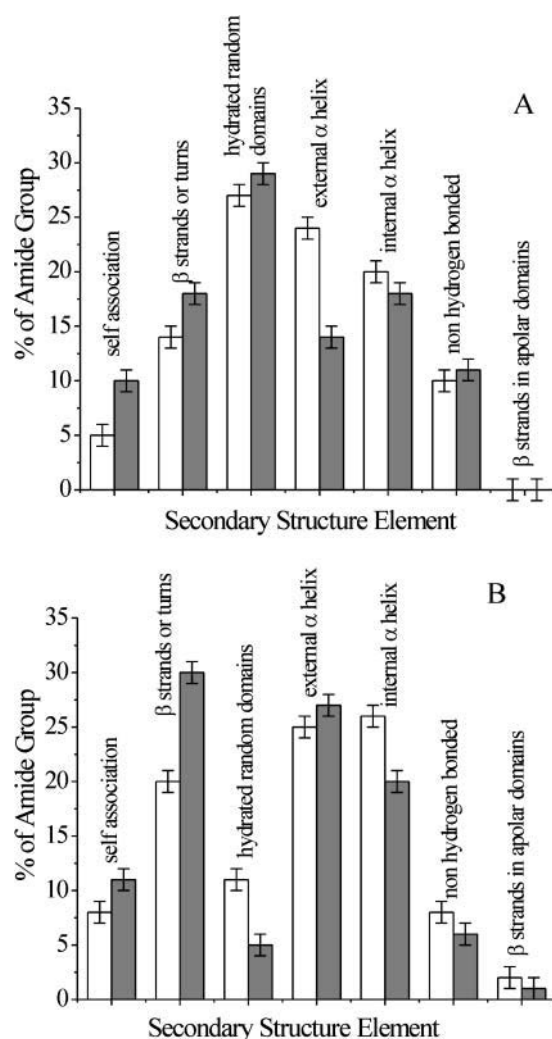 A
% of Amide Group
35
30
25
20
15
10
5
0
self association
β strands or turns
hydrated random
domains
external α helix
internal α helix
non hydrogen bonded
β strands in apolar domains
Secondary Structure Element
B
% of Amide Group
35
30
25
20
15
10
5
0
self association
β strands or turns
hydrated random domains
external α helix
internal α helix
non hydrogen bonded
β strands in apolar domains
Secondary Structure Element